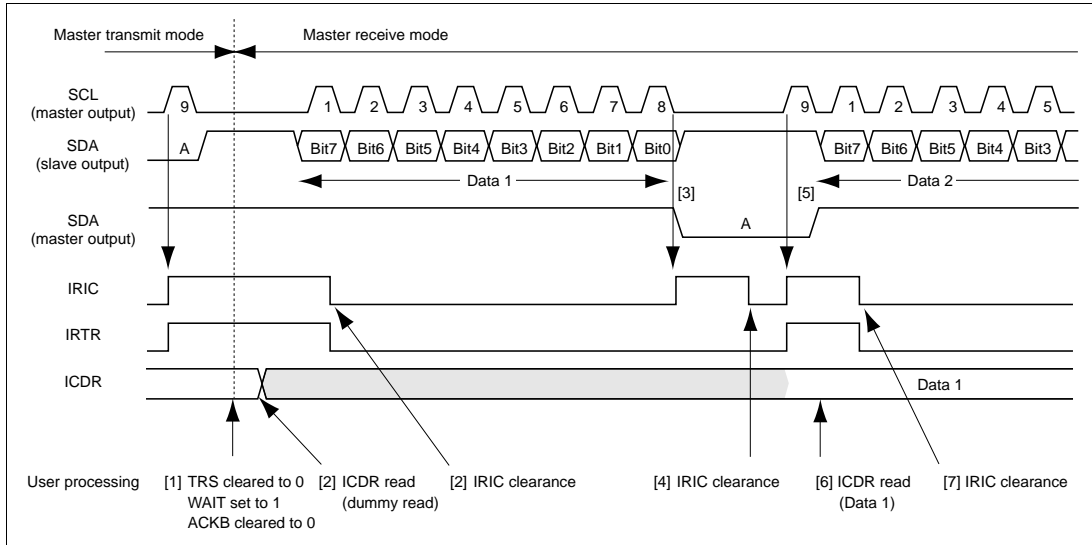 Master transmit mode
Master receive mode
SCL
(master output)
9
1
2
3
4
5
6
7
8
9
1
2
3
4
5
SDA
(slave output)
A
Bit7
Bit6
Bit5
Bit4
Bit3
Bit2
Bit1
Bit0
Bit7
Bit6
Bit5
Bit4
Bit3
Data 1
[3]
[5]
Data 2
SDA
(master output)
A
IRIC
IRTR
ICDR
Data 1
User processing
[1] TRS cleared to 0
WAIT set to 1
ACKB cleared to 0
[2] ICDR read
(dummy read)
[2] IRIC clearance
[4] IRIC clearance
[6] ICDR read
(Data 1)
[7] IRIC clearance